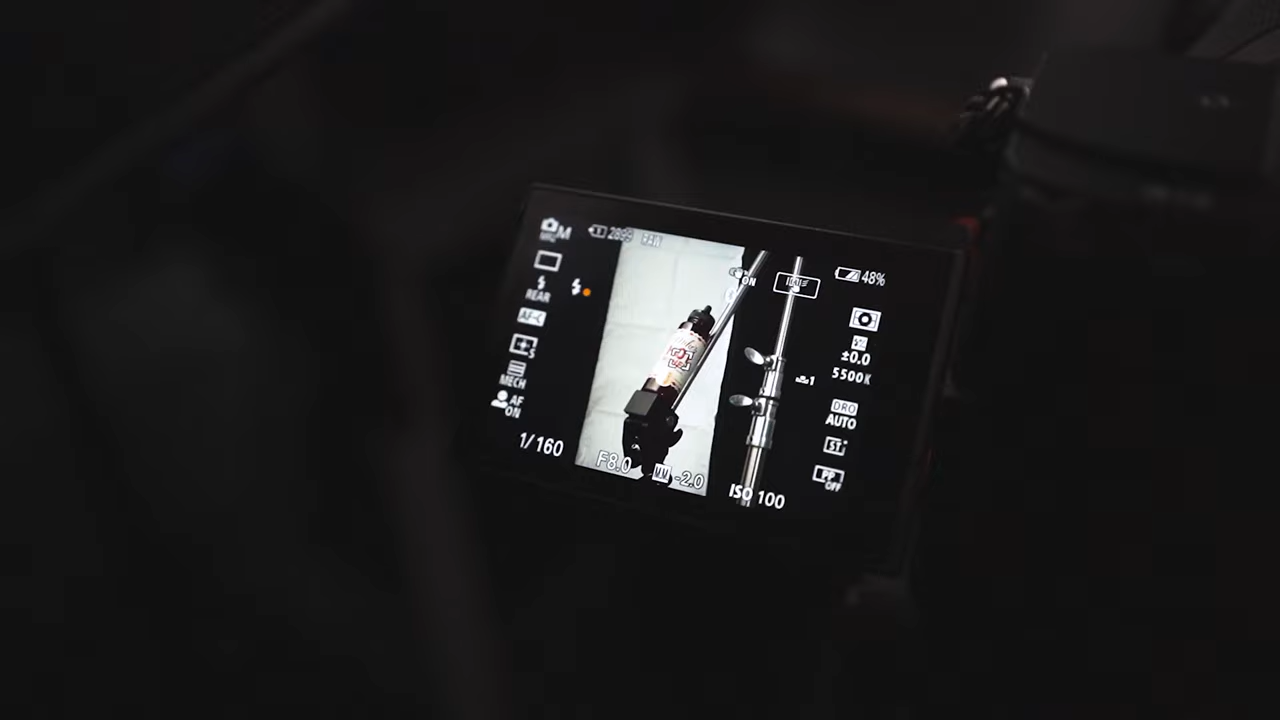 M 2899 RAW
ON
48%
REAR
AF-C
±0.0
5500K
S
MECH
1
DRO
AUTO
AF
ON
ST
1/160
F8.0
-2.0
ISO 100
PP
OFF